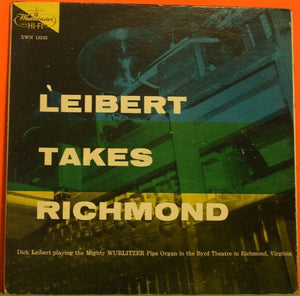 Westminster
HI-FI
XWN 18245
LEIBERT
TAKES
RICHMOND
Dick Leibert playing the Mighty WURLITZER Pipe Organ in the Byrd Theatre in Richmond, Virginia